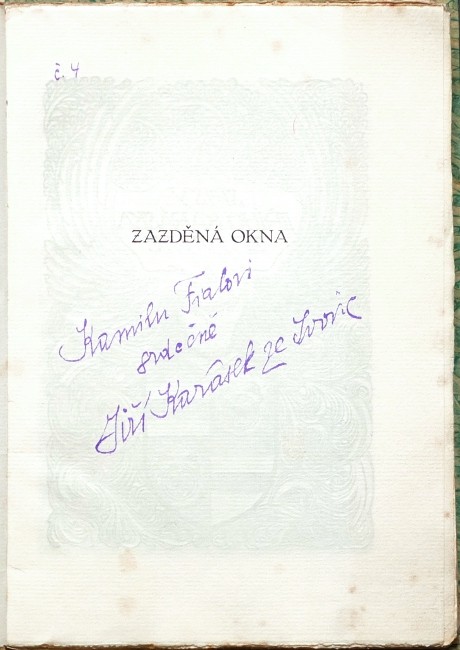 č. 4
ZAZDĚNÁ OKNA
Kamilu Fialovi
srdečně
Jiří Karásek ze Lvovic